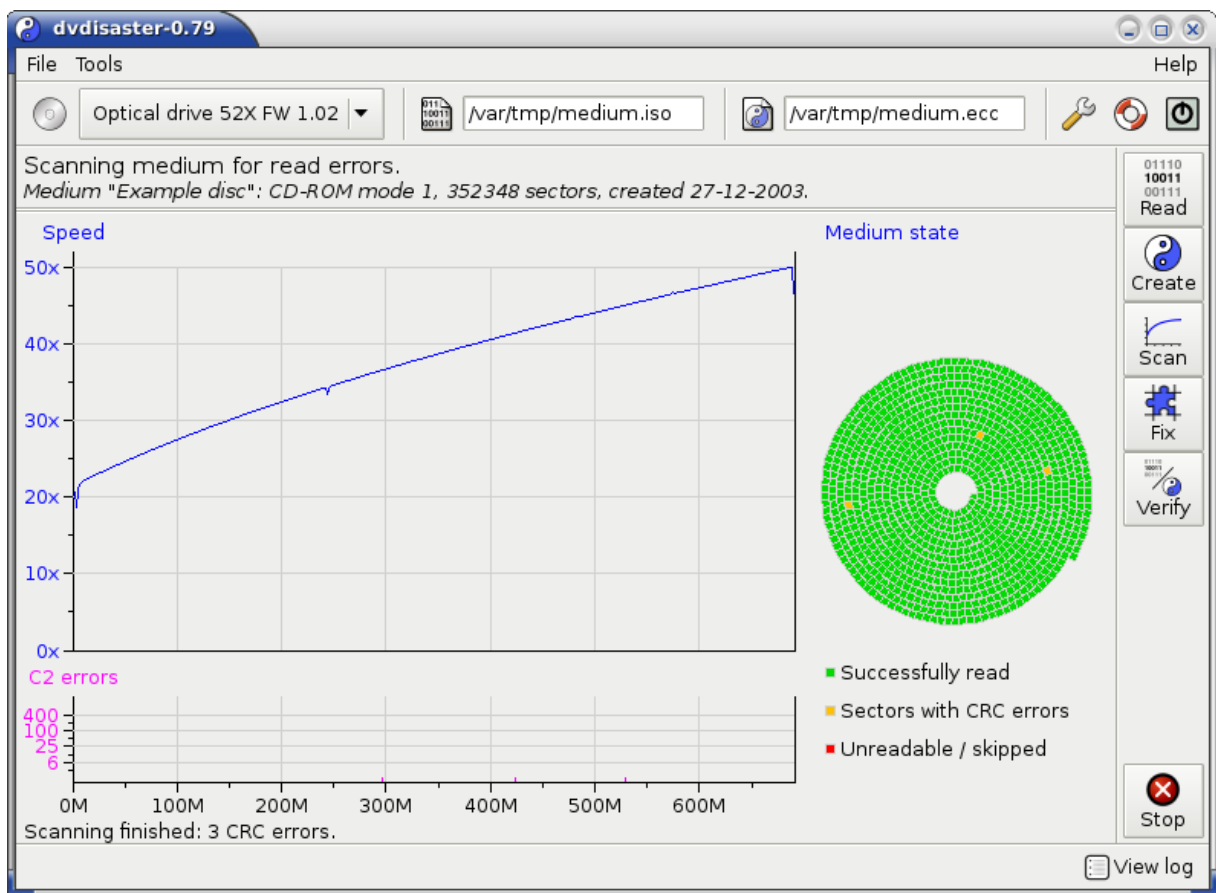 dvdisaster-0.79
File Tools Help
Optical drive 52X FW 1.02 /var/tmp/medium.iso /var/tmp/medium.ecc
Scanning medium for read errors.
Medium "Example disc": CD-ROM mode 1, 352348 sectors, created 27-12-2003.
Speed
50x
40x
30x
20x
10x
0x
C2 errors
400
100
25
6
0M 100M 200M 300M 400M 500M 600M
Scanning finished: 3 CRC errors.
Medium state
Successfully read
Sectors with CRC errors
Unreadable / skipped
01110
10011
00111
Read
Create
Scan
Fix
Verify
Stop
View log